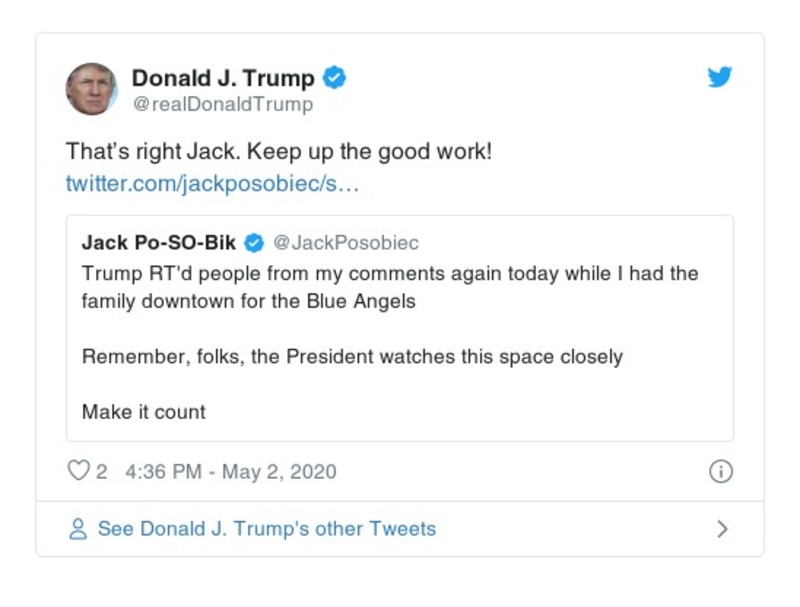 Donald J. Trump
@realDonaldTrump
That's right Jack. Keep up the good work!
twitter.com/jackposobiec/s…
Jack Po-SO-Bik @JackPosobiec
Trump RT'd people from my comments again today while I had the
family downtown for the Blue Angels
Remember, folks, the President watches this space closely
Make it count
2 4:36 PM - May 2, 2020
See Donald J. Trump's other Tweets